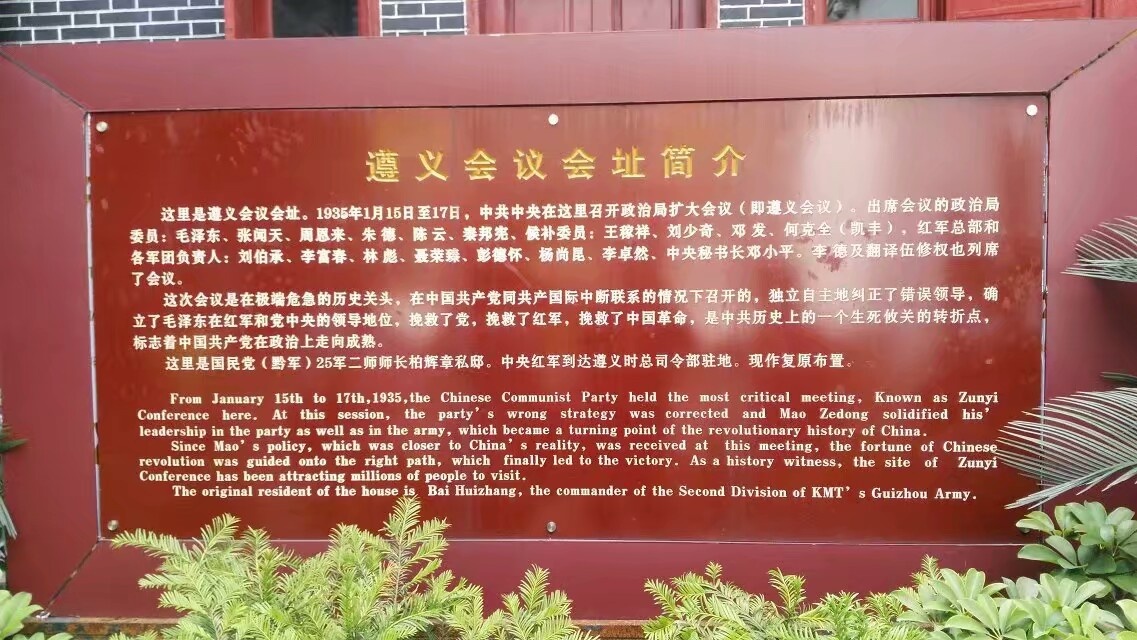 遵义会议会址简介
这里是遵义会议会址。1935年1月15日至17日，中共中央在这里召开政治局扩大会议（即遵义会议）。出席会议的政治局
委员：毛泽东、张闻天、周恩来、朱 德、陈 云、秦邦宪、候补委员：王稼祥、刘少奇、邓 发、何克全（凯丰），红军总部和
各军团负责人：刘伯承、李富春、林 彪、聂荣臻、彭德怀、杨尚昆、李卓然、中央秘书长邓小平。李 德及翻译伍修权也列席
了会议。
这次会议是在极端危急的历史关头，在中国共产党同共产国际中断联系的情况下召开的，独立自主地纠正了错误领导，确
立了毛泽东在红军和党中央的领导地位，挽救了党，挽救了红军，挽救了中国革命，是中共历史上的一个生死攸关的转折点，
标志着中国共产党在政治上走向成熟。
这里是国民党（黔军）25军二师师长柏辉章私邸。中央红军到达遵义时总司令部驻地。现作复原布置。
From January 15th to 17th,1935,the Chinese Communist Party held the most critical meeting, Known as Zunyi
Conference here. At this session, the party's wrong strategy was corrected and Mao Zedong solidified his'
leadership in the party as well as in the army, which became a turning point of the revolutionary history of China.
Since Mao's policy, which was closer to China's reality, was received at this meeting, the fortune of Chinese
revolution was guided onto the right path, which finally led to the victory. As a history witness, the site of Zunyi
Conference has been attracting millions of people to visit.
The original resident of the house is Bai Huizhang, the commander of the Second Division of KMT's Guizhou Army.